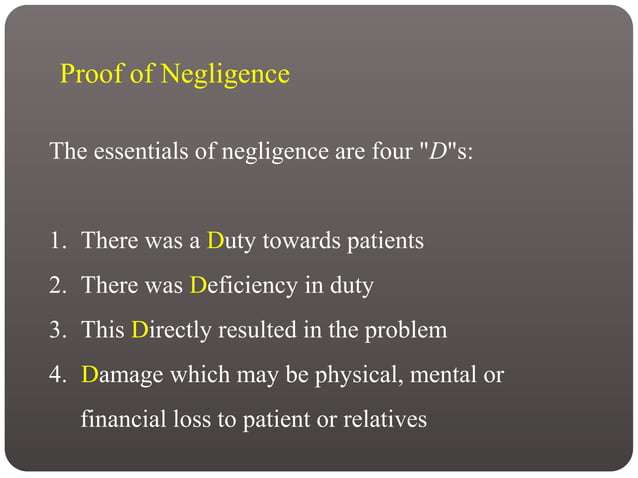 Proof of Negligence
The essentials of negligence are four "D"s:
1. There was a Duty towards patients
2. There was Deficiency in duty
3. This Directly resulted in the problem
4. Damage which may be physical, mental or
financial loss to patient or relatives